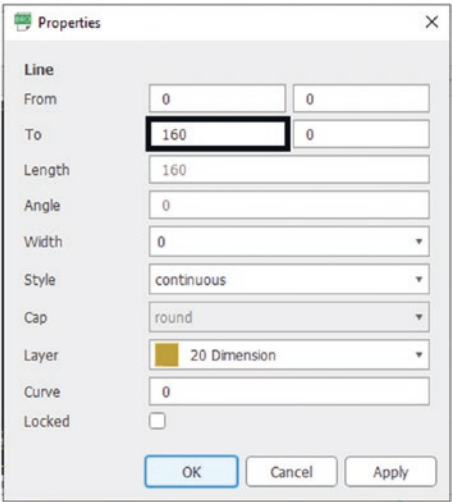 BRD Properties
Line
From 0 0
To 160 0
Length 160
Angle 0
Width 0
Style continuous
Cap round
Layer 20 Dimension
Curve 0
Locked
OK Cancel Apply